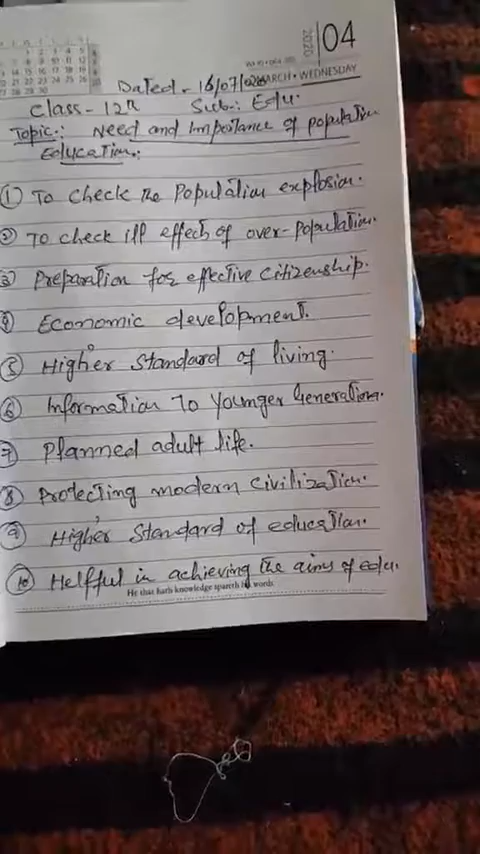 04
2020
MARCH • WEDNESDAY
Dated - 16/07/
Class - 12th Sub: Edu.
Topic: Need and Importance of population
Education:
① To check the Population explosion.
② To check ill effects of over-population.
③ Preparation for effective citizenship.
④ Economic development.
⑤ Higher Standard of living.
⑥ Information To Younger Generation.
⑦ Planned adult life.
⑧ Protecting modern civilization.
⑨ Higher Standard of education.
⑩ Helpful in achieving the aims of edu.
He that hath knowledge spareth his words